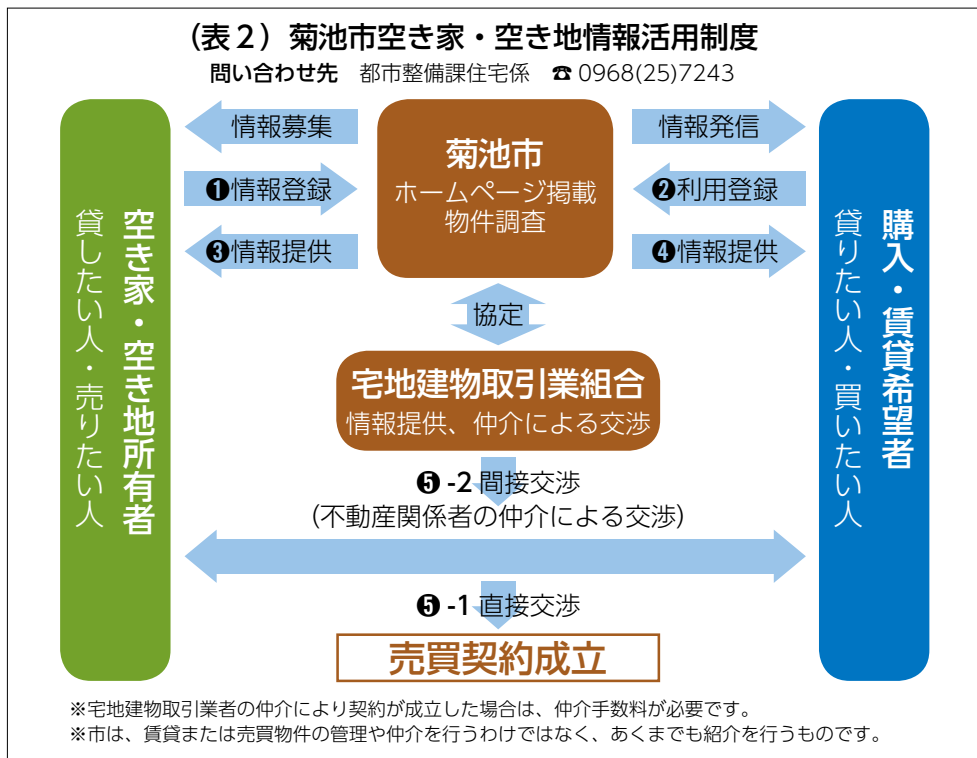 (表2) 菊池市空き家・空き地情報活用制度
問い合わせ先 都市整備課住宅係 ☎ 0968(25)7243
空き家・空き地所有者
貸したい人・売りたい人
情報募集
❶情報登録
❸情報提供
菊池市
ホームページ掲載
物件調査
情報発信
❷利用登録
❹情報提供
購入・賃貸希望者
貸りたい人・買いたい人
協定
宅地建物取引業組合
情報提供、仲介による交渉
❺-2 間接交渉
(不動産関係者の仲介による交渉)
❺-1 直接交渉
売買契約成立
※宅地建物取引業者の仲介により契約が成立した場合は、仲介手数料が必要です。
※市は、賃貸または売買物件の管理や仲介を行うわけではなく、あくまでも紹介を行うものです。